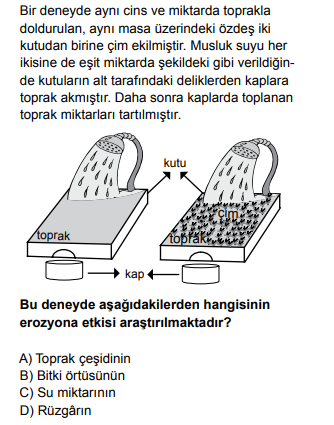 Bir deneyde aynı cins ve miktarda toprakla
doldurulan, aynı masa üzerindeki özdeş iki
kutudan birine çim ekilmiştir. Musluk suyu her
ikisine de eşit miktarda şekildeki gibi verildiğin-
de kutuların alt tarafındaki deliklerden kaplara
toprak akmıştır. Daha sonra kaplarda toplanan
toprak miktarları tartılmıştır.
kutu
çim
toprak
toprak
kap
Bu deneyde aşağıdakilerden hangisinin
erozyona etkisi araştırılmaktadır?
A) Toprak çeşidinin
B) Bitki örtüsünün
C) Su miktarının
D) Rüzgârın